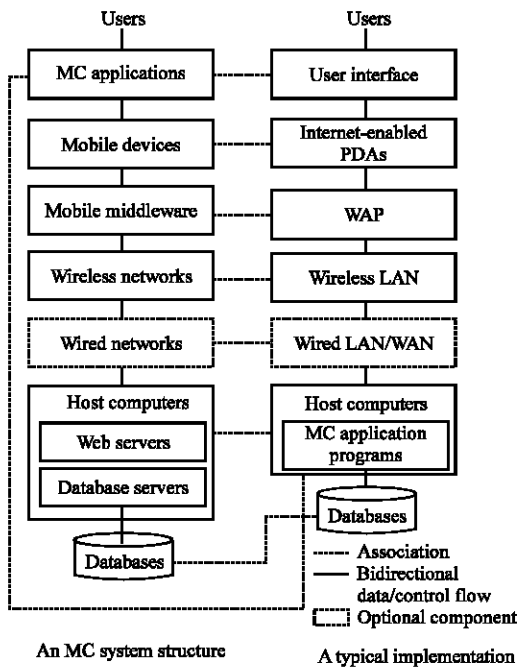 Users
Users
MC applications
User interface
Mobile devices
Internet-enabled
PDAs
Mobile middleware
WAP
Wireless networks
Wireless LAN
Wired networks
Wired LAN/WAN
Host computers
Web servers
Database servers
Host computers
MC application
programs
Databases
Databases
Association
Bidirectional
data/control flow
Optional component
An MC system structure
A typical implementation